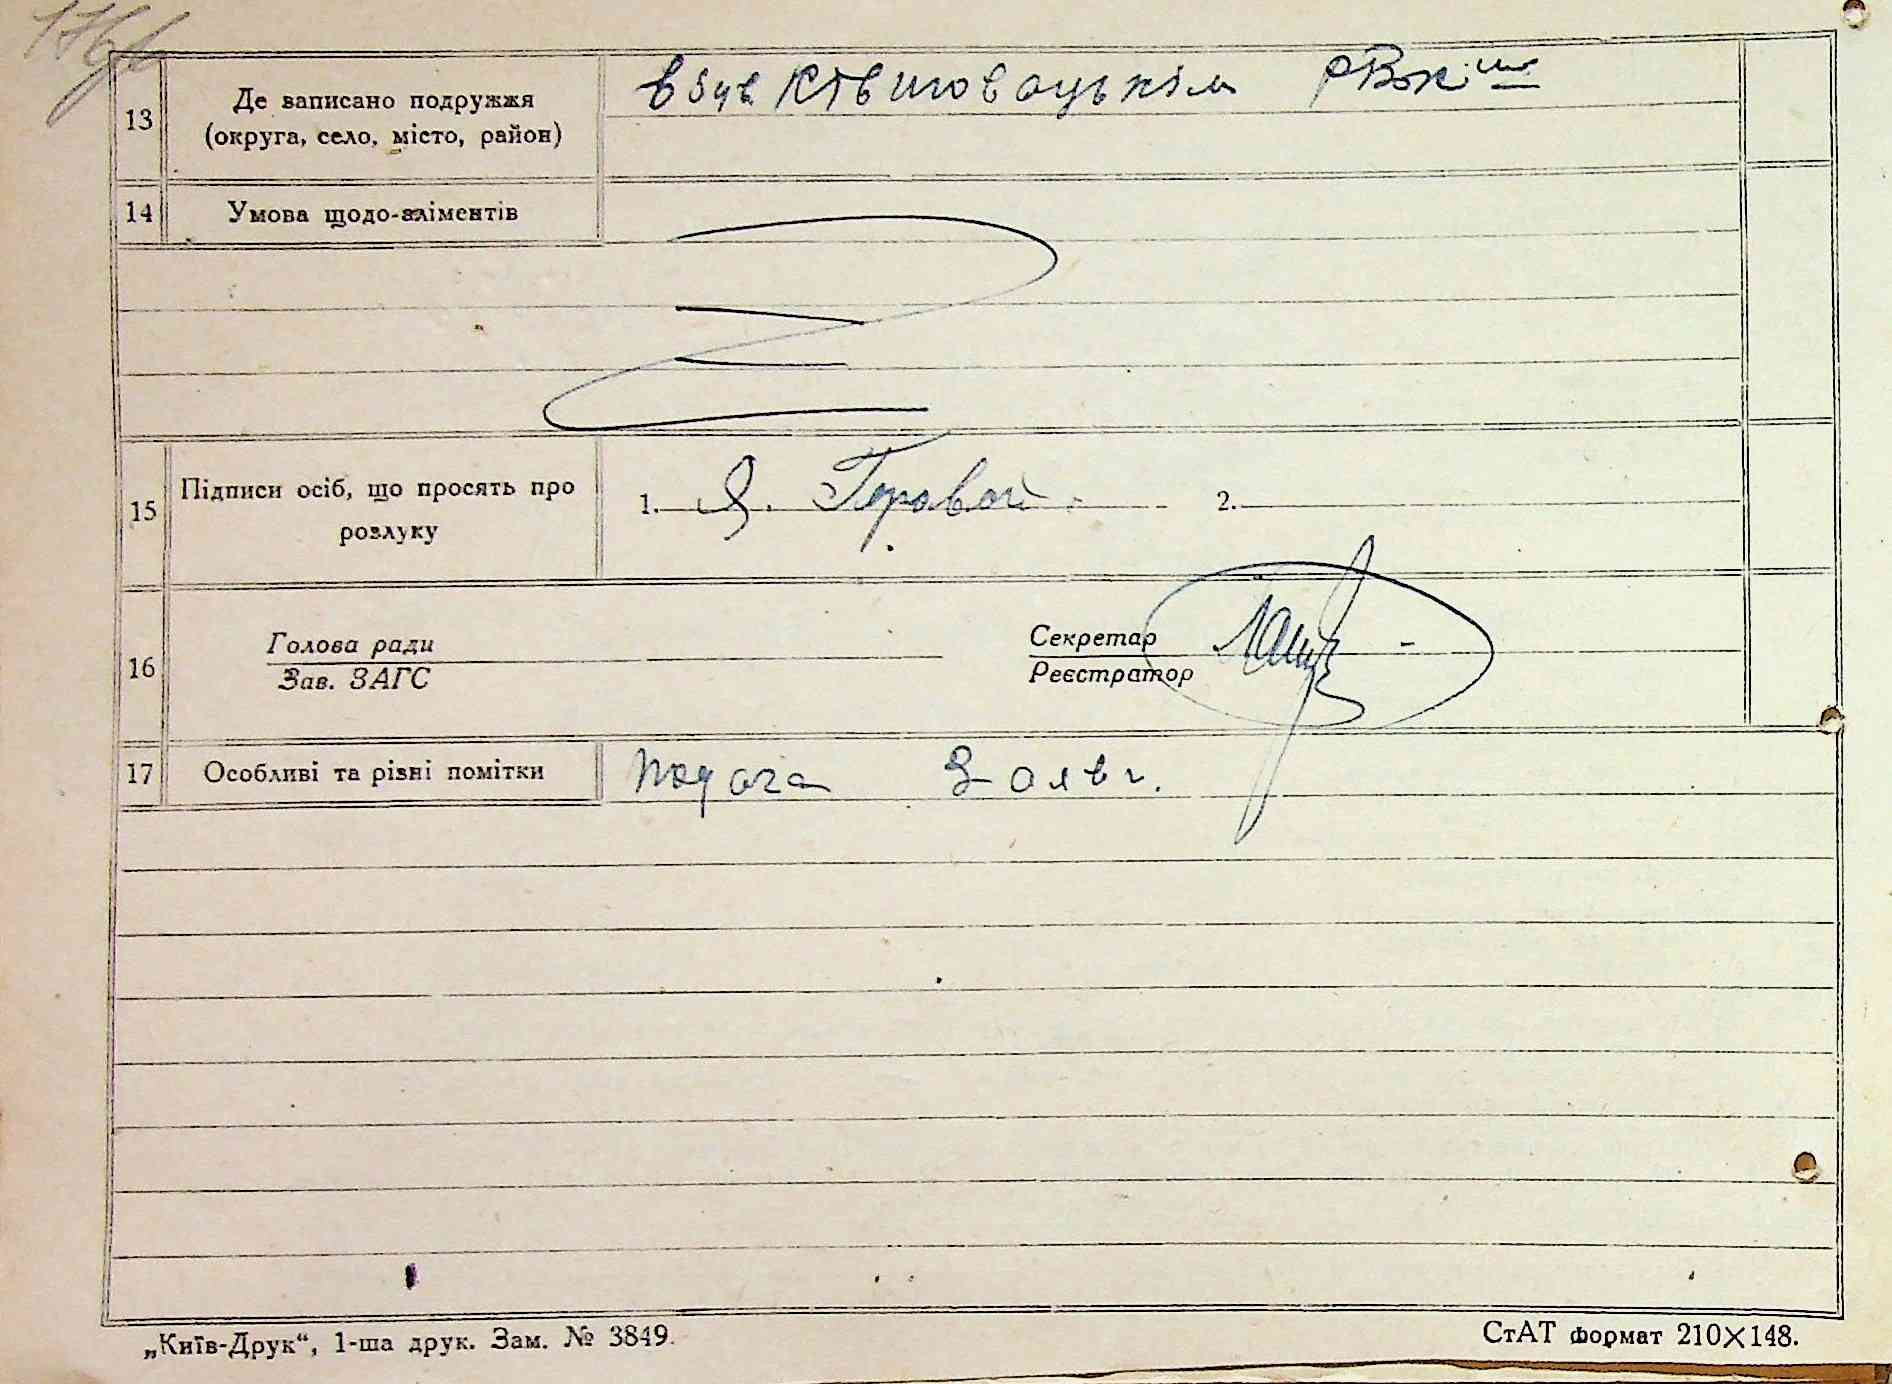 13
Де записано подружжя
(округа, село, місто, район)
14
Умова щодо-аліментів
15
Підписи осіб, що просять про
розлуку
1. Я. Горовой
2.
16
Голова ради
Зав. ЗАГС
Секретар
Реєстратор
17
Особливі та різні помітки
Подача Заяви.
„Київ-Друк“, 1-ша друк. Зам. № 3849.
СтАТ формат 210×148.